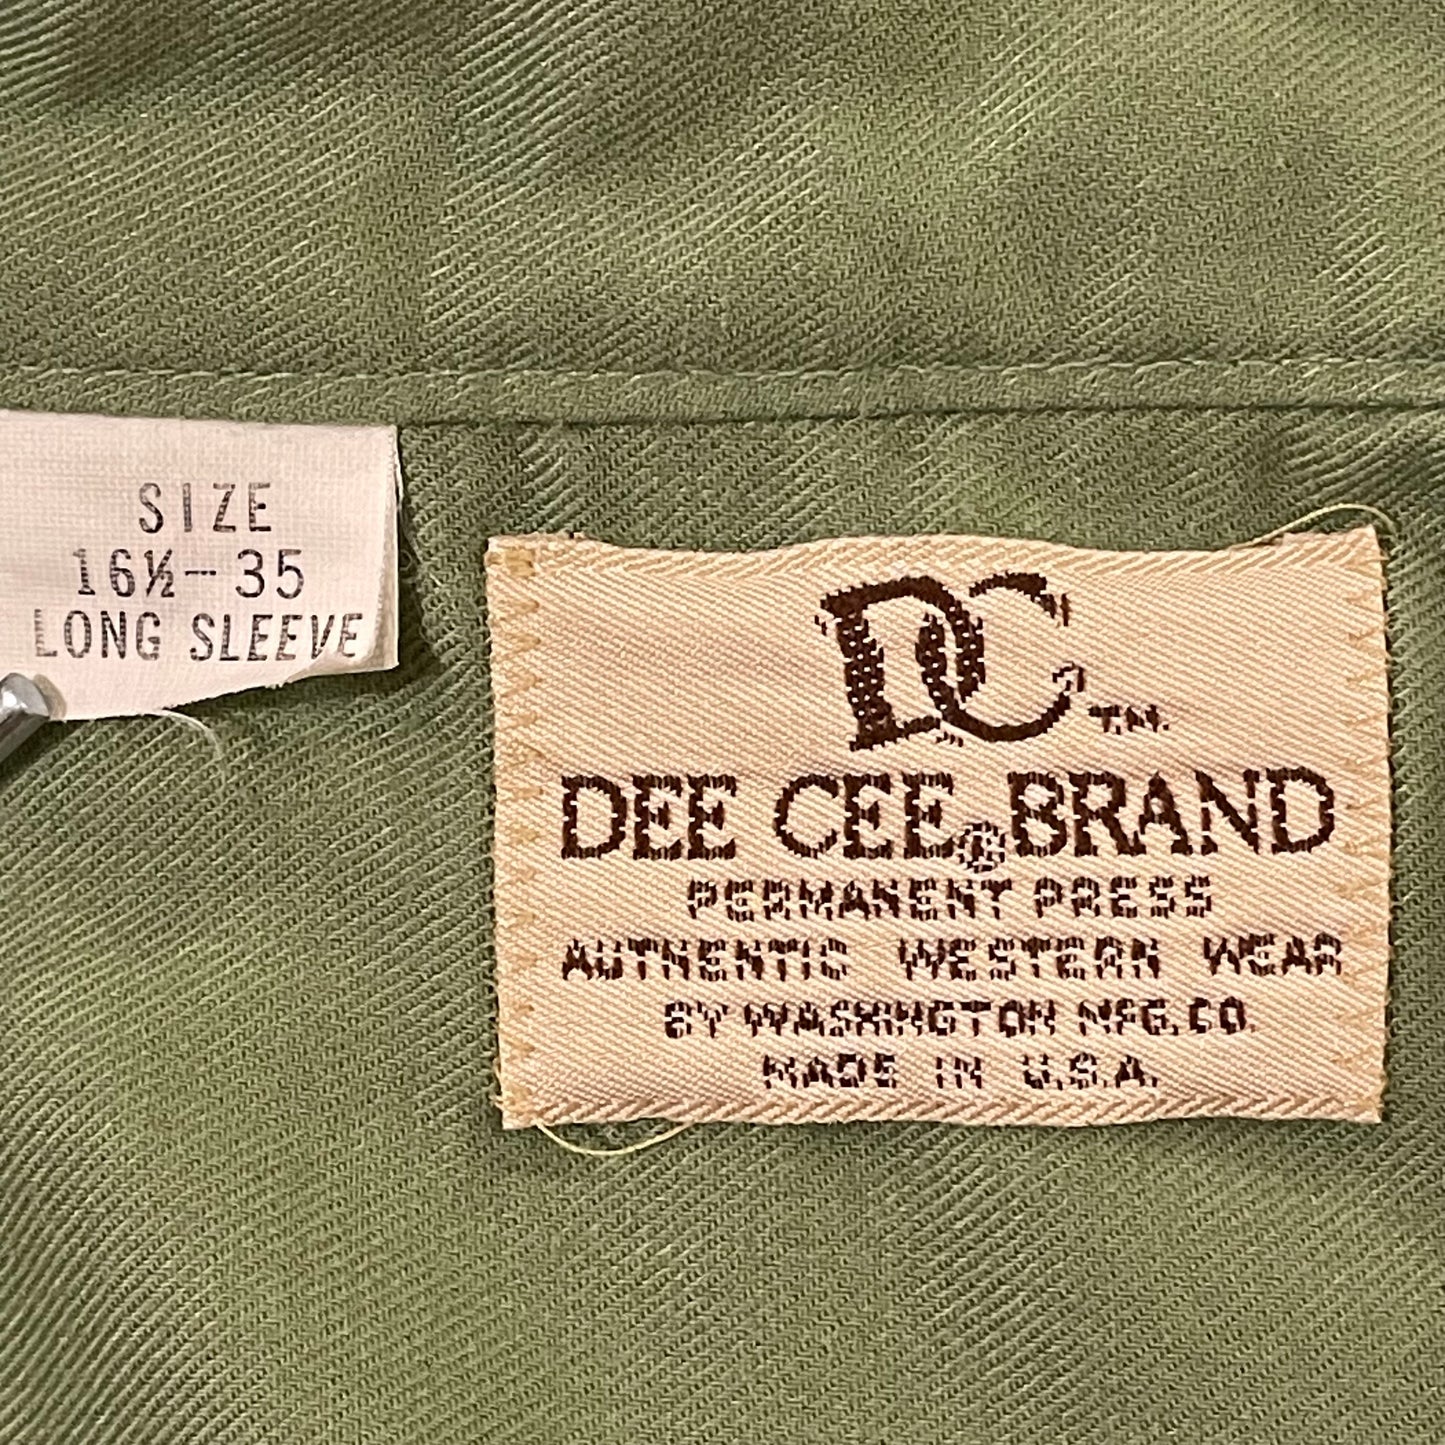 SIZE
16½-35
LONG SLEEVE
DC T.M.
DEE CEE® BRAND
PERMANENT PRESS
AUTHENTIC WESTERN WEAR
BY WASHINGTON MFG. CO.
MADE IN U.S.A.